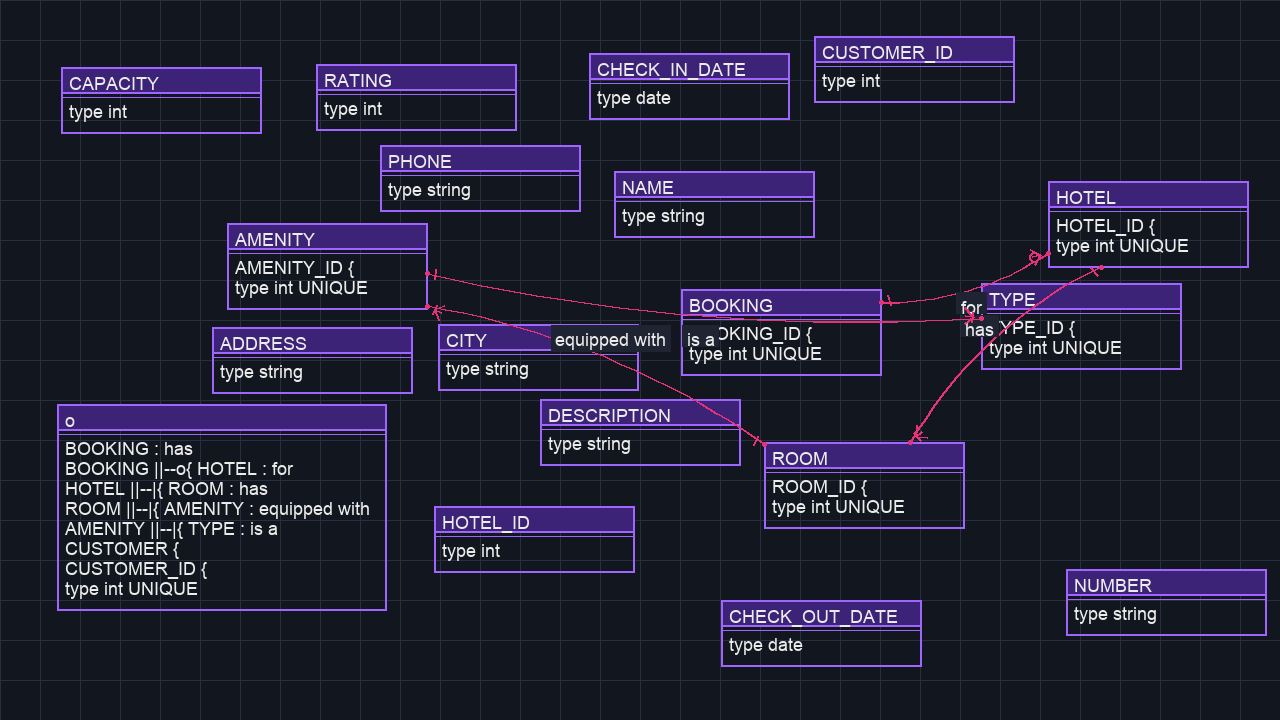 CUSTOMER_ID
type int
CHECK_IN_DATE
type date
RATING
type int
CAPACITY
type int
PHONE
type string
NAME
type string
HOTEL
HOTEL_ID {
type int UNIQUE
AMENITY
AMENITY_ID {
type int UNIQUE
BOOKING
OKING_ID {
type int UNIQUE
for
TYPE
has
YPE_ID {
type int UNIQUE
ADDRESS
type string
CITY
type string
equipped with
is a
DESCRIPTION
type string
o
BOOKING : has
BOOKING ||--o{ HOTEL : for
HOTEL ||--|{ ROOM : has
ROOM ||--|{ AMENITY : equipped with
AMENITY ||--|{ TYPE : is a
CUSTOMER {
CUSTOMER_ID {
type int UNIQUE
ROOM
ROOM_ID {
type int UNIQUE
HOTEL_ID
type int
NUMBER
type string
CHECK_OUT_DATE
type date